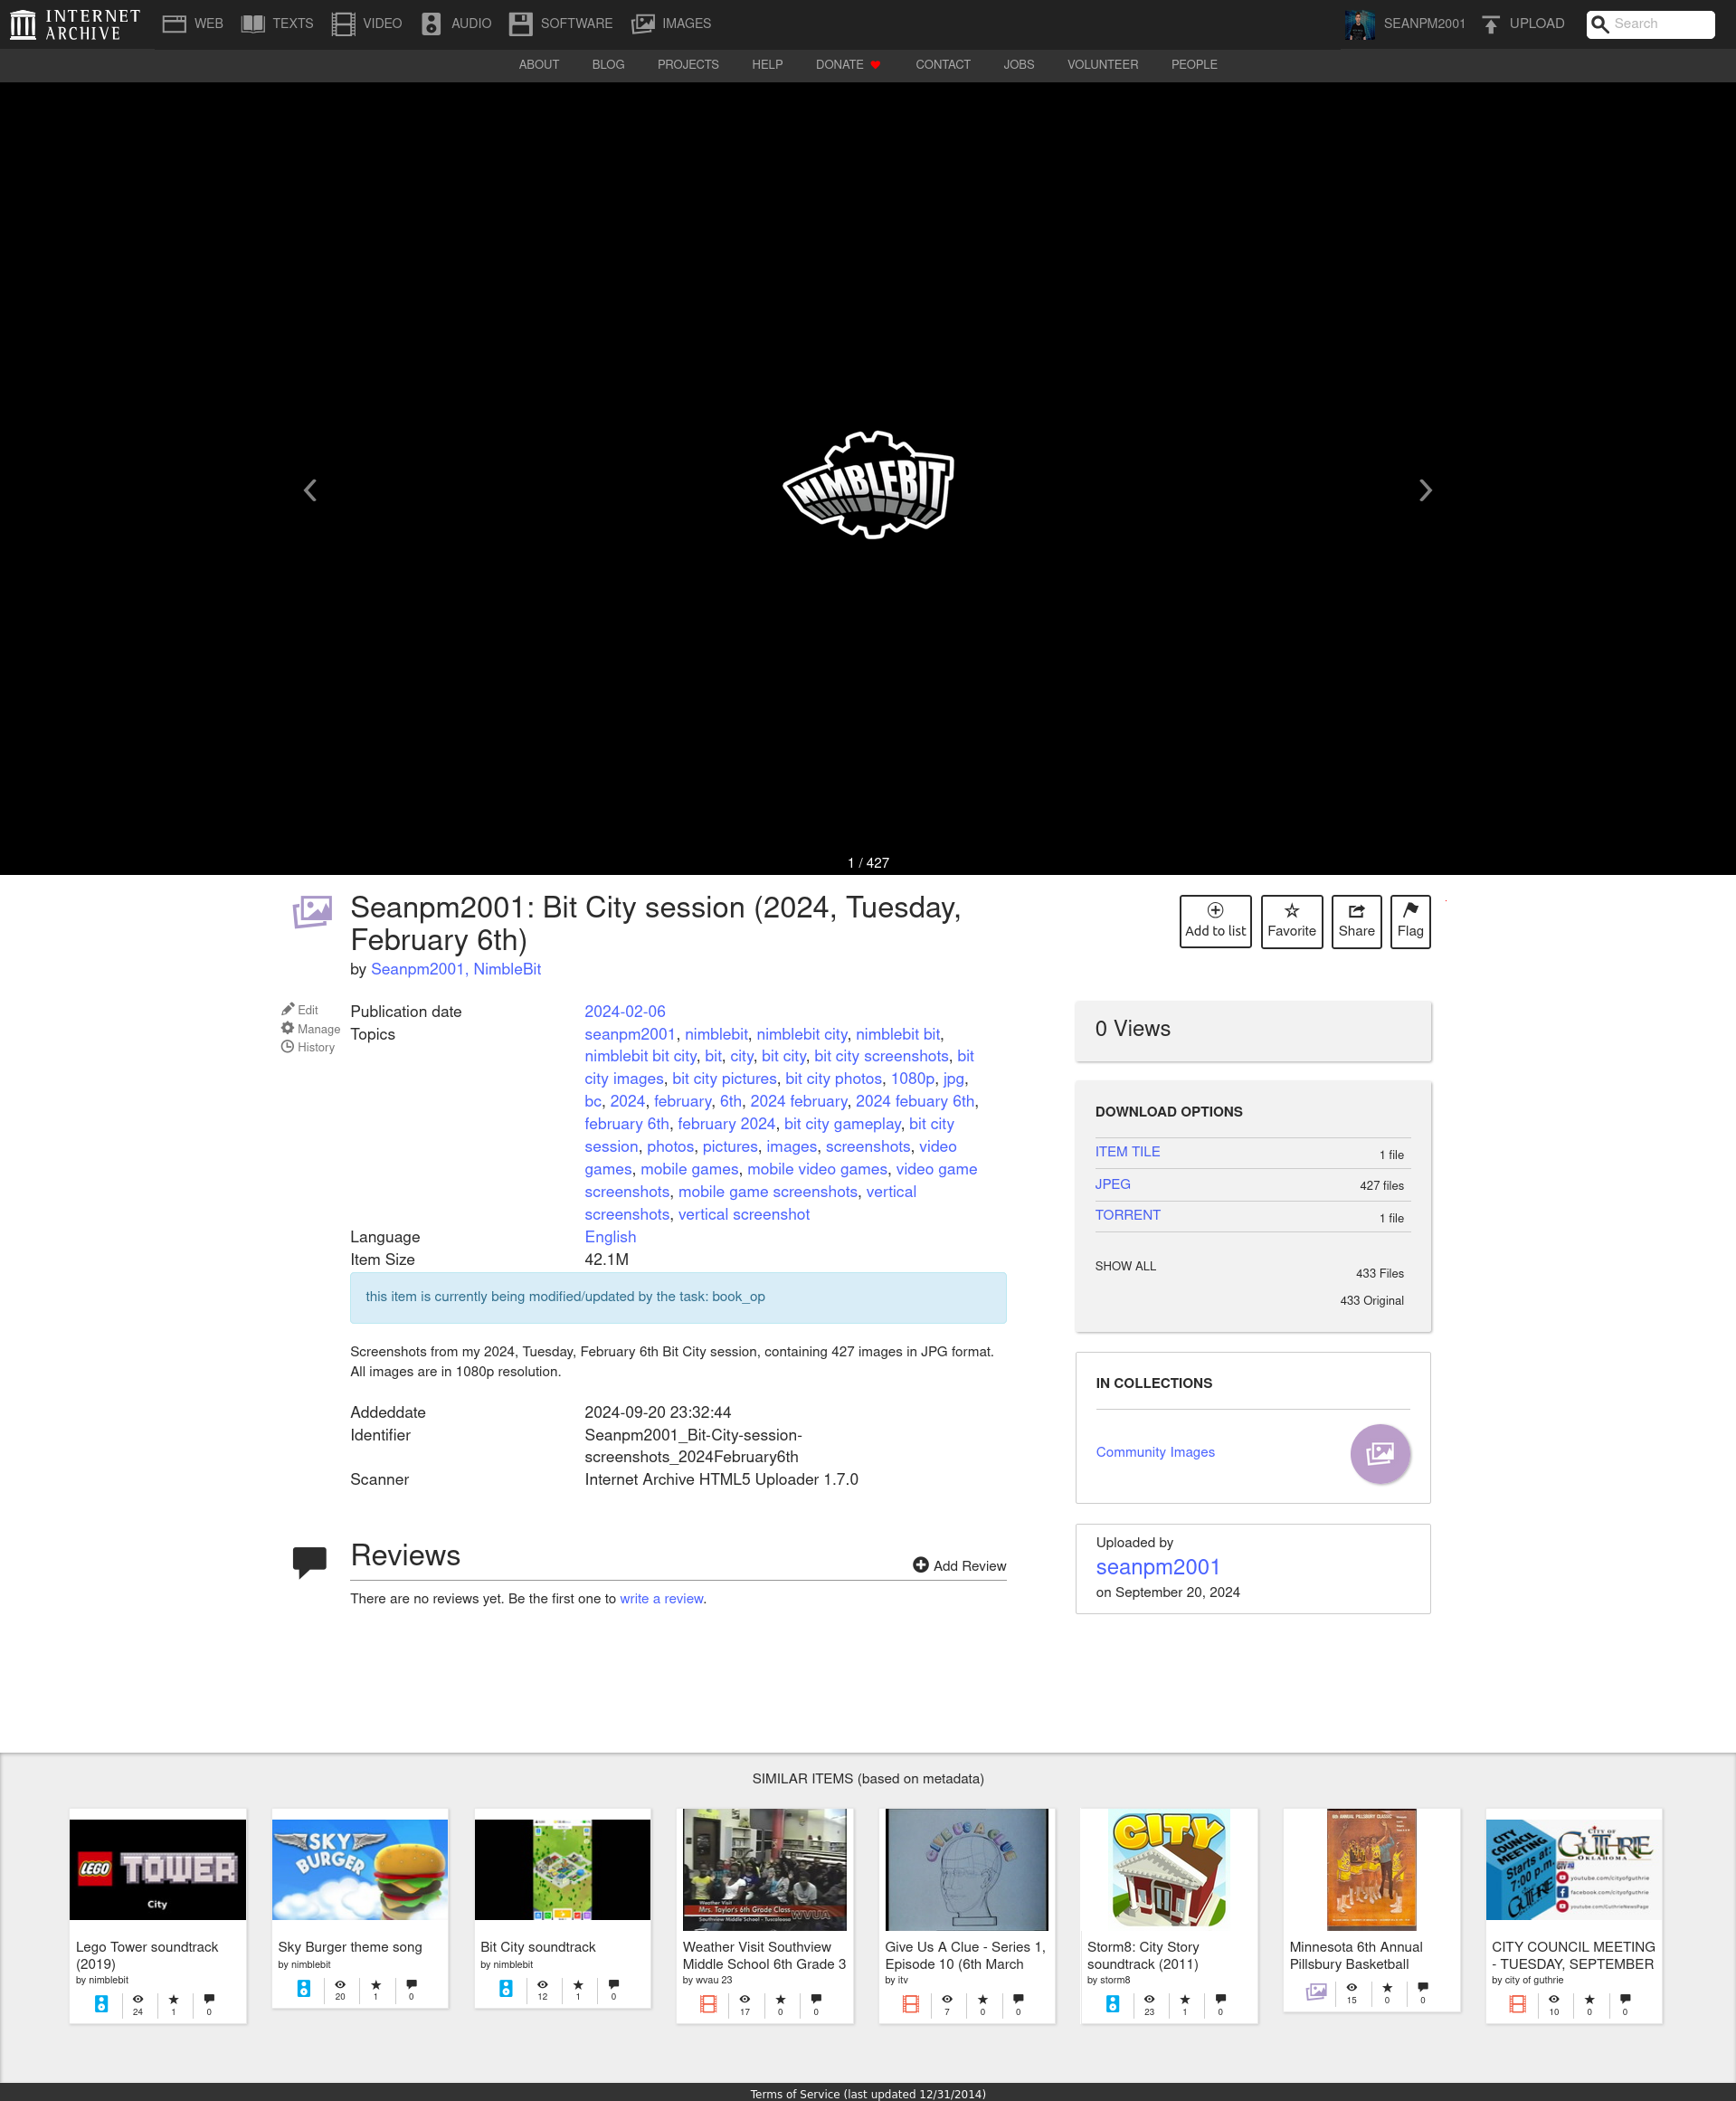 INTERNET ARCHIVE
WEB
TEXTS
VIDEO
AUDIO
SOFTWARE
IMAGES
SEANPM2001
UPLOAD
Search
ABOUT
BLOG
PROJECTS
HELP
DONATE
CONTACT
JOBS
VOLUNTEER
PEOPLE
NIMBLEBIT
1 / 427
Seanpm2001: Bit City session (2024, Tuesday,
February 6th)
by Seanpm2001, NimbleBit
Add to list
Favorite
Share
Flag
Edit
Manage
History
Publication date
2024-02-06
Topics
seanpm2001, nimblebit, nimblebit city, nimblebit bit,
nimblebit bit city, bit, city, bit city, bit city screenshots, bit
city images, bit city pictures, bit city photos, 1080p, jpg,
bc, 2024, february, 6th, 2024 february, 2024 febuary 6th,
february 6th, february 2024, bit city gameplay, bit city
session, photos, pictures, images, screenshots, video
games, mobile games, mobile video games, video game
screenshots, mobile game screenshots, vertical
screenshots, vertical screenshot
Language
English
Item Size
42.1M
this item is currently being modified/updated by the task: book_op
Screenshots from my 2024, Tuesday, February 6th Bit City session, containing 427 images in JPG format.
All images are in 1080p resolution.
Addeddate
2024-09-20 23:32:44
Identifier
Seanpm2001_Bit-City-session-
screenshots_2024February6th
Scanner
Internet Archive HTML5 Uploader 1.7.0
Reviews
Add Review
There are no reviews yet. Be the first one to write a review.
0 Views
DOWNLOAD OPTIONS
ITEM TILE
1 file
JPEG
427 files
TORRENT
1 file
SHOW ALL
433 Files
433 Original
IN COLLECTIONS
Community Images
Uploaded by
seanpm2001
on September 20, 2024
SIMILAR ITEMS (based on metadata)
LEGO TOWER
City
Lego Tower soundtrack
(2019)
by nimblebit
24
1
0
SKY
BURGER
Sky Burger theme song
by nimblebit
20
1
0
Bit City soundtrack
by nimblebit
12
1
0
Weather Visit
Mrs. Taylor's 6th Grade Class
Southview Middle School - Tuscaloosa
WVUA
Weather Visit Southview
Middle School 6th Grade 3
by wvau 23
17
0
0
GIVE US A CLUE
Give Us A Clue - Series 1,
Episode 10 (6th March
by itv
7
0
0
CITY
Storm8: City Story
soundtrack (2011)
by storm8
23
1
0
Minnesota 6th Annual
Pillsbury Basketball
15
0
0
CITY
COUNCIL
MEETING
Starts at:
7:00 p.m.
GUTHRIE
CITY OF
GUTHRIE
OKLAHOMA
youtube.com/cityofguthrie
facebook.com/cityofguthrie
youtube.com/GuthrieNewsPage
CITY COUNCIL MEETING
- TUESDAY, SEPTEMBER
by city of guthrie
10
0
0
Terms of Service (last updated 12/31/2014)